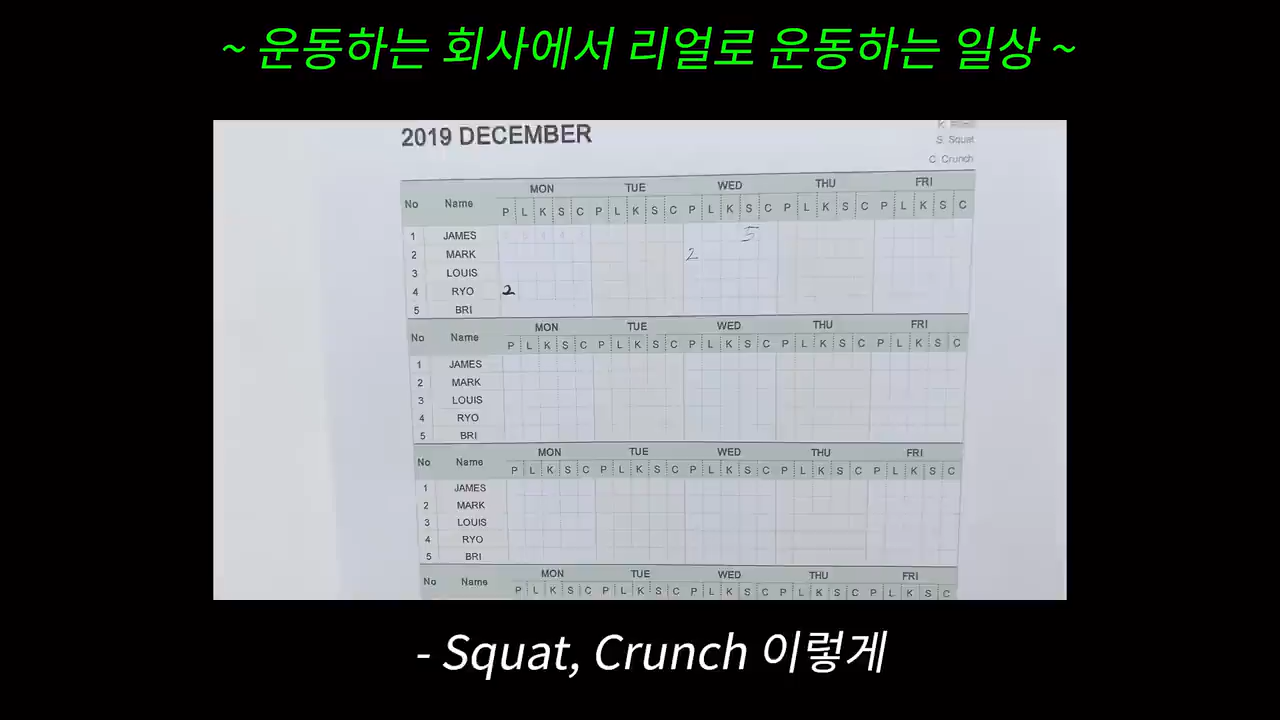 ~ 운동하는 회사에서 리얼로 운동하는 일상 ~
2019 DECEMBER
S Squat
C Crunch
No Name MON TUE WED THU FRI
P L K S C P L K S C P L K S C P L K S C P L K S C
1 JAMES 5
2 MARK 2
3 LOUIS
4 RYO 2
5 BRI
No Name MON TUE WED THU FRI
P L K S C P L K S C P L K S C P L K S C P L K S C
1 JAMES
2 MARK
3 LOUIS
4 RYO
5 BRI
No Name MON TUE WED THU FRI
P L K S C P L K S C P L K S C P L K S C P L K S C
1 JAMES
2 MARK
3 LOUIS
4 RYO
5 BRI
No Name MON TUE WED THU FRI
P L K S C P L K S C P L K S C P L K S C P L K S C
- Squat, Crunch 이렇게